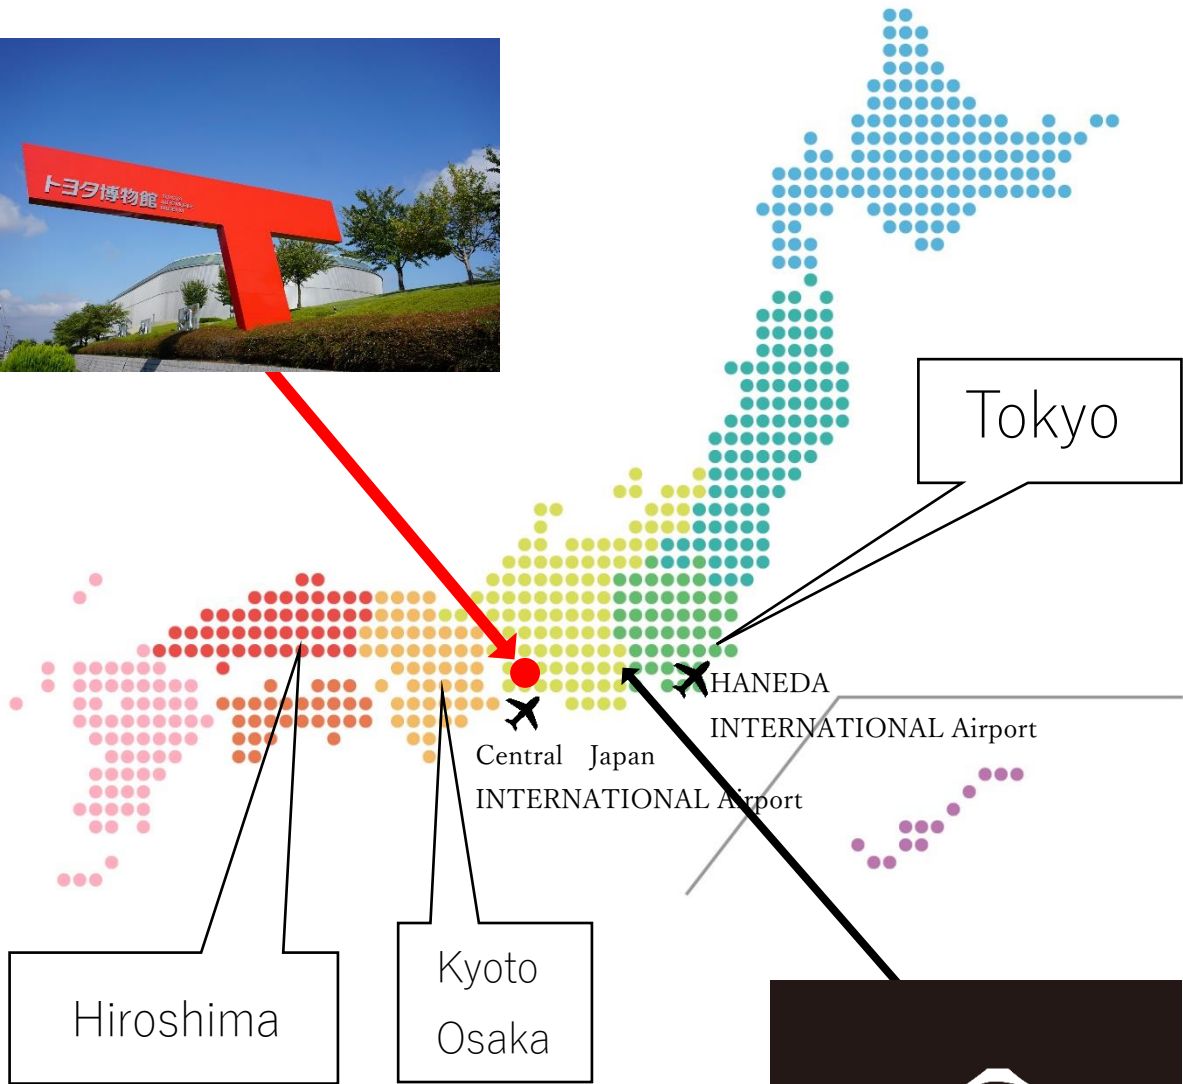 トヨタ博物館
Tokyo
HANEDA
INTERNATIONAL Airport
Central Japan
INTERNATIONAL Airport
Kyoto
Osaka
Hiroshima